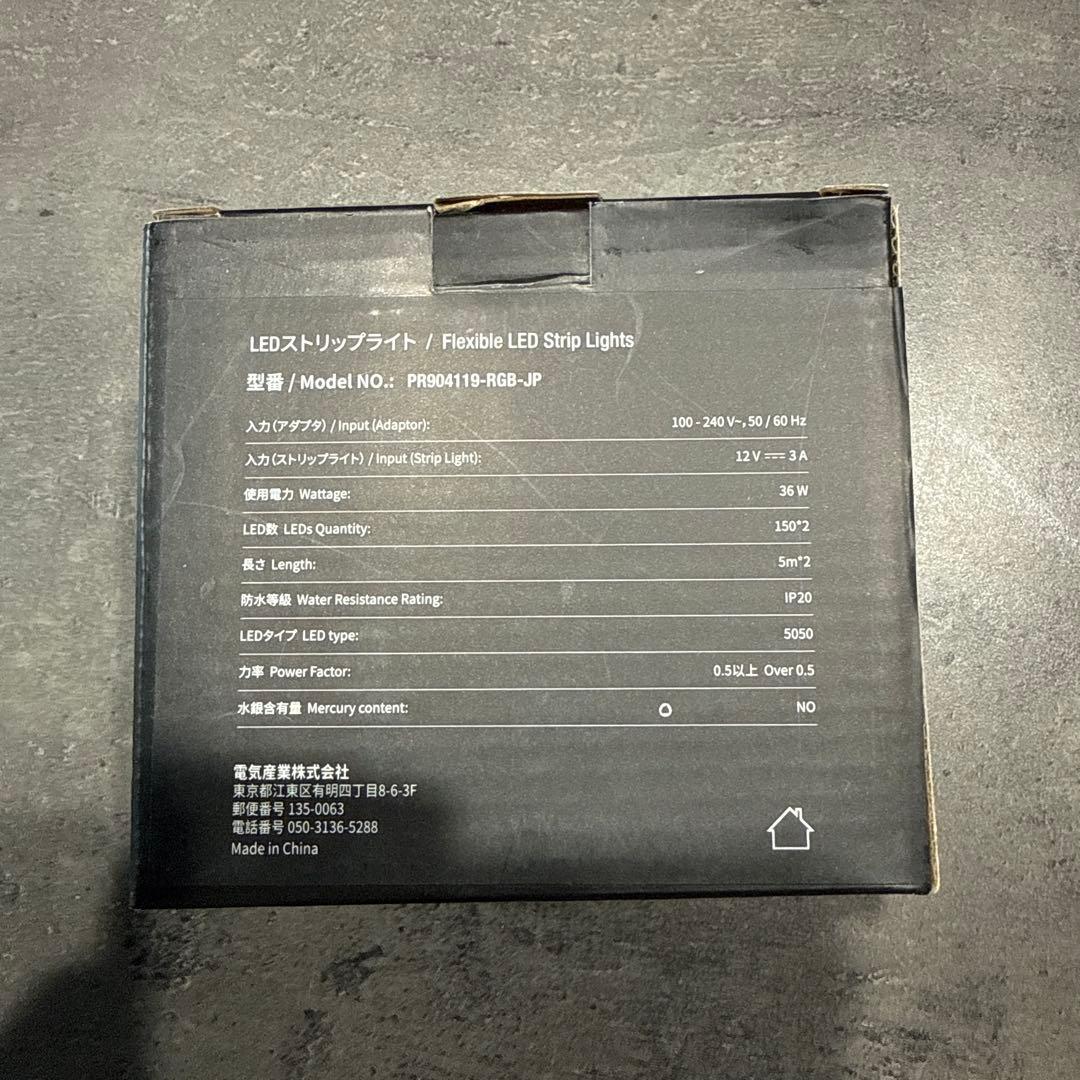 LEDストリップライト / Flexible LED Strip Lights
型番 / Model NO.: PR904119-RGB-JP
入力(アダプタ) / Input (Adaptor): 100 - 240 V~, 50 / 60 Hz
入力(ストリップライト) / Input (Strip Light): 12 V ⎓ 3 A
使用電力 Wattage: 36 W
LED数 LEDs Quantity: 150*2
長さ Length: 5m*2
防水等級 Water Resistance Rating: IP20
LEDタイプ LED type: 5050
力率 Power Factor: 0.5以上 Over 0.5
水銀含有量 Mercury content: NO
電気産業株式会社
東京都江東区有明四丁目8-6-3F
郵便番号 135-0063
電話番号 050-3136-5288
Made in China